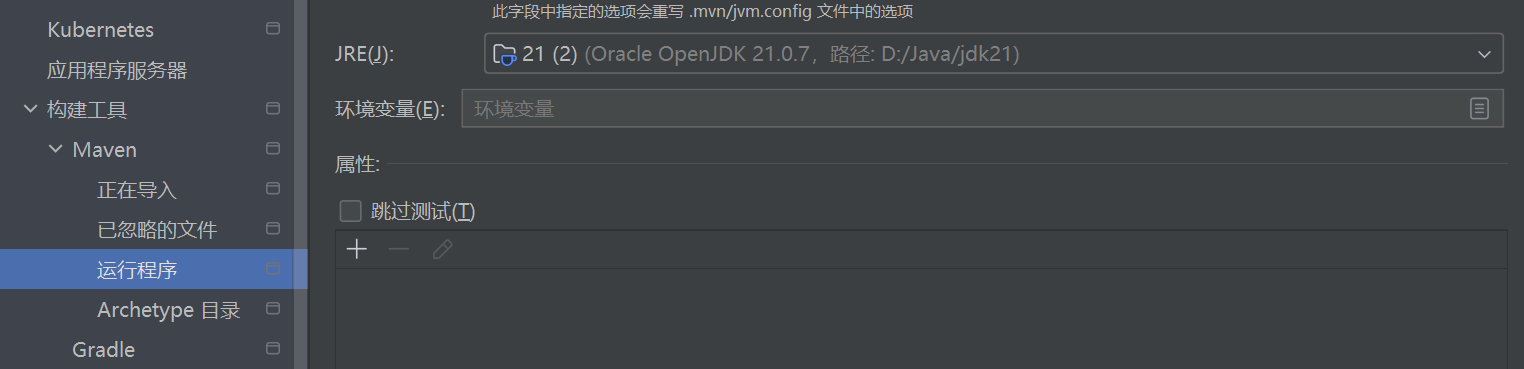 Kubernetes
应用程序服务器
构建工具
Maven
正在导入
已忽略的文件
运行程序
Archetype 目录
Gradle
此字段中指定的选项会重写 .mvn/jvm.config 文件中的选项
JRE(J): 21 (2) (Oracle OpenJDK 21.0.7，路径: D:/Java/jdk21)
环境变量(E): 环境变量
属性:
跳过测试(T)